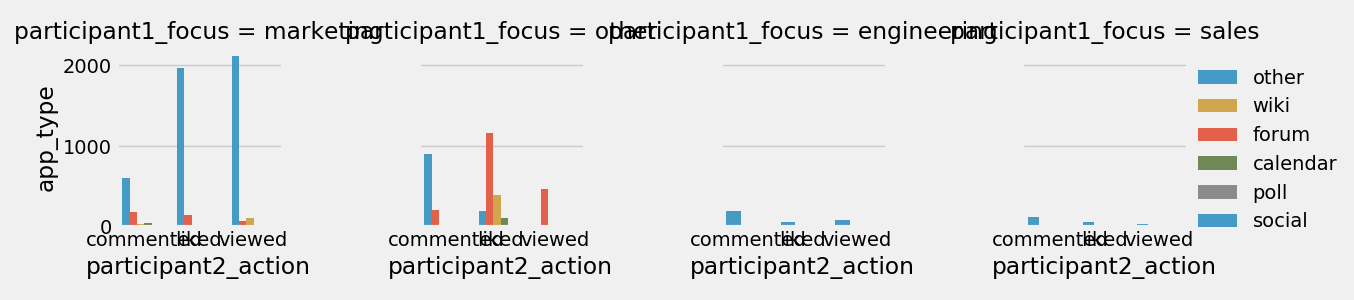 participant1_focus = marketing
participant1_focus = other
participant1_focus = engineering
participant1_focus = sales
app_type
2000
1000
0
commented
liked
viewed
participant2_action
commented
liked
viewed
participant2_action
commented
liked
viewed
participant2_action
commented
liked
viewed
participant2_action
other
wiki
forum
calendar
poll
social